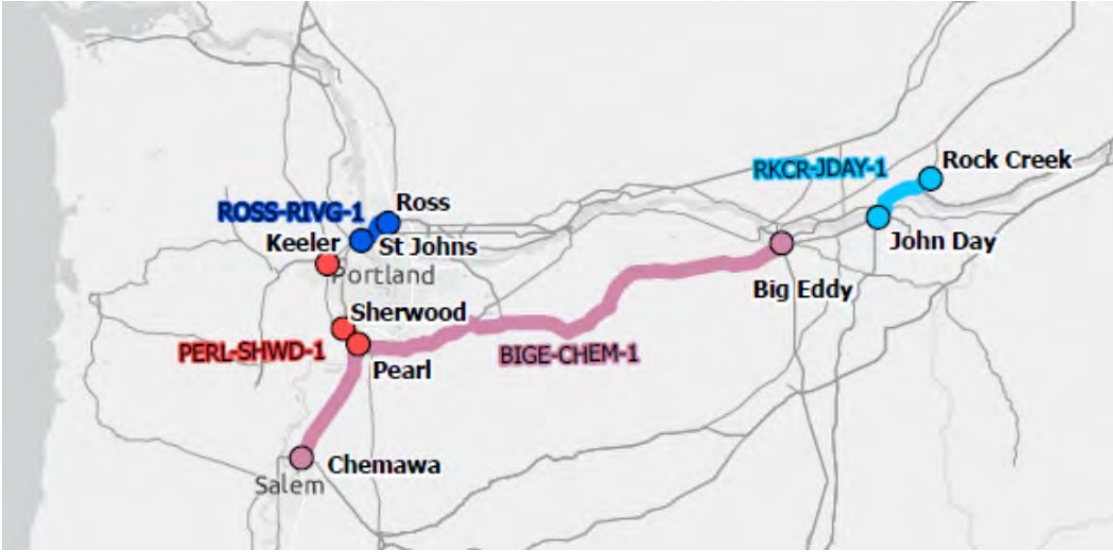 RKCR-JDAY-1
Rock Creek
ROSS-RIVG-1
Ross
Keeler
St Johns
John Day
Portland
Big Eddy
Sherwood
PERL-SHWD-1
BIGE-CHEM-1
Pearl
Chemawa
Salem